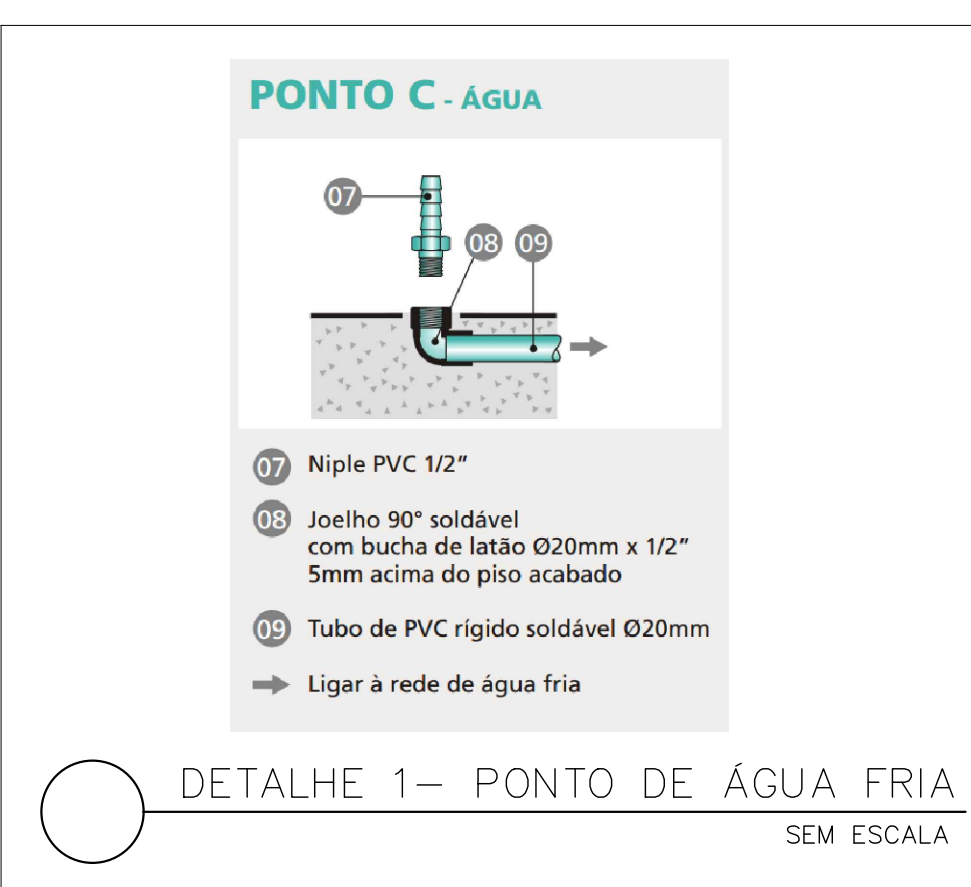 PONTO C - ÁGUA
07
08 09
07 Niple PVC 1/2"
08 Joelho 90° soldável
com bucha de latão Ø20mm x 1/2"
5mm acima do piso acabado
09 Tubo de PVC rígido soldável Ø20mm
Ligar à rede de água fria
DETALHE 1— PONTO DE ÁGUA FRIA
SEM ESCALA